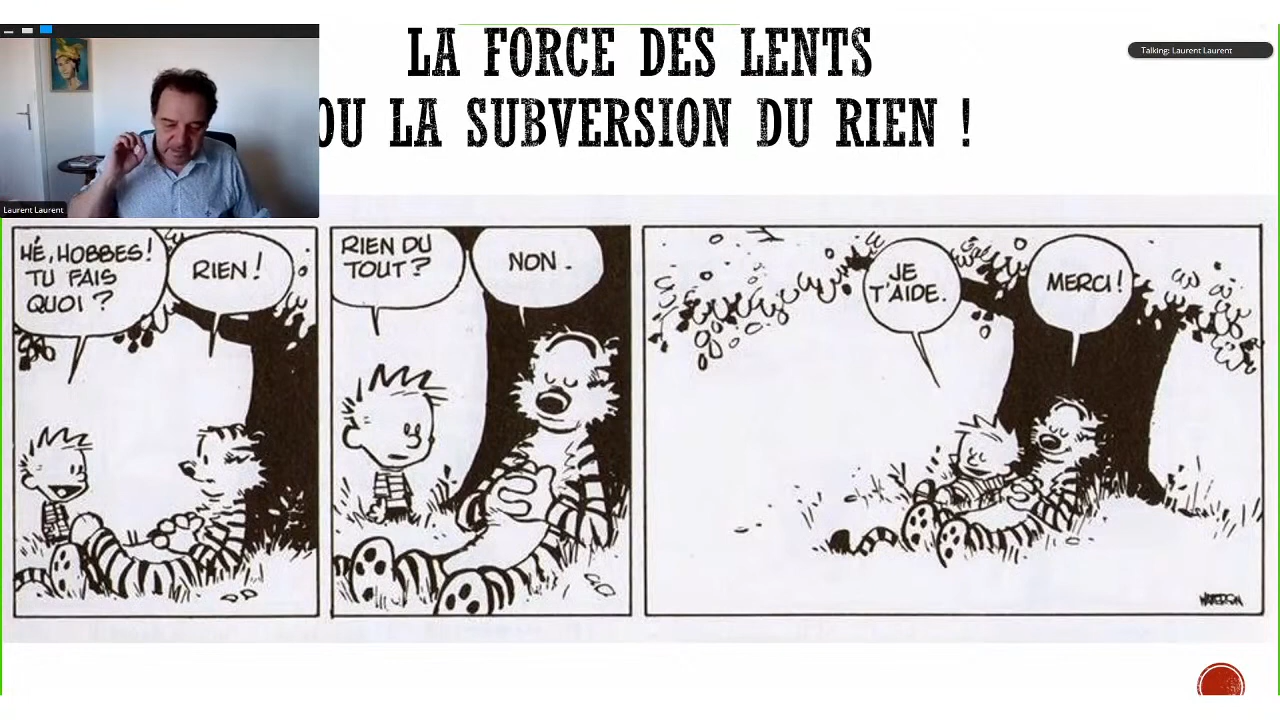 LA FORCE DES LENTS
OU LA SUBVERSION DU RIEN !
Talking: Laurent Laurent
Laurent Laurent
HÉ, HOBBES!
TU FAIS
QUOI ?
RIEN !
RIEN DU
TOUT ?
NON.
JE
T'AIDE.
MERCI !
WATERSON